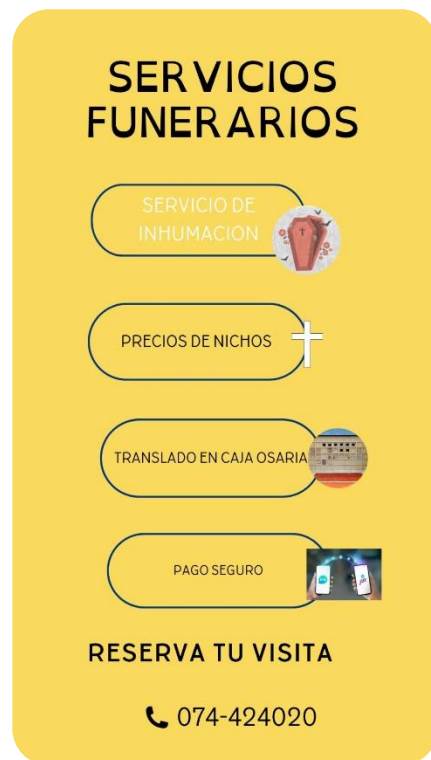 SERVICIOS
FUNERARIOS
SERVICIO DE
INHUMACION
PRECIOS DE NICHOS
TRANSLADO EN CAJA OSARIA
PAGO SEGURO
RESERVA TU VISITA
074-424020